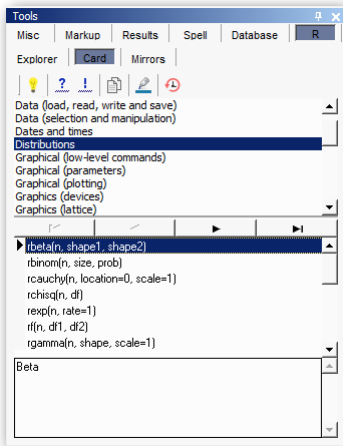 Tools
Misc Markup Results Spell Database R
Explorer Card Mirrors
Data (load, read, write and save)
Data (selection and manipulation)
Dates and times
Distributions
Graphical (low-level commands)
Graphical (parameters)
Graphical (plotting)
Graphics (devices)
Graphics (lattice)
rbeta(n, shape1, shape2)
rbinom(n, size, prob)
rcauchy(n, location=0, scale=1)
rchisq(n, df)
rexp(n, rate=1)
rf(n, df1, df2)
rgamma(n, shape, scale=1)
Beta